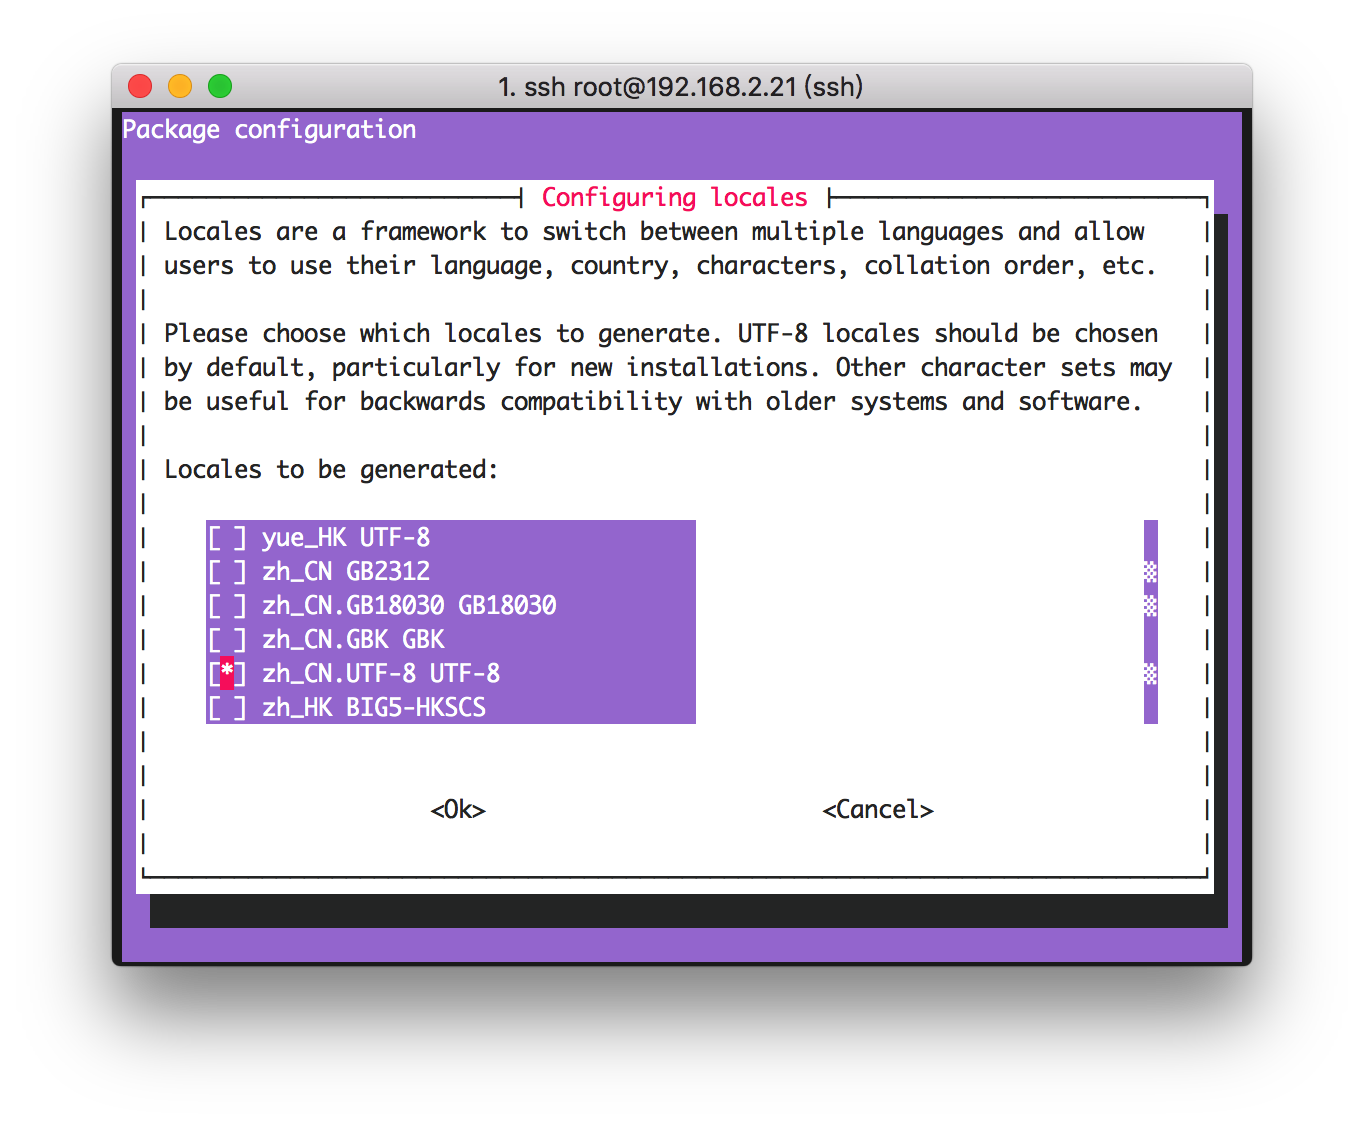 1. ssh root@192.168.2.21 (ssh)
Package configuration
Configuring locales
Locales are a framework to switch between multiple languages and allow
users to use their language, country, characters, collation order, etc.
Please choose which locales to generate. UTF-8 locales should be chosen
by default, particularly for new installations. Other character sets may
be useful for backwards compatibility with older systems and software.
Locales to be generated:
[ ] yue_HK UTF-8
[ ] zh_CN GB2312
[ ] zh_CN.GB18030 GB18030
[ ] zh_CN.GBK GBK
[*] zh_CN.UTF-8 UTF-8
[ ] zh_HK BIG5-HKSCS
<Ok> <Cancel>